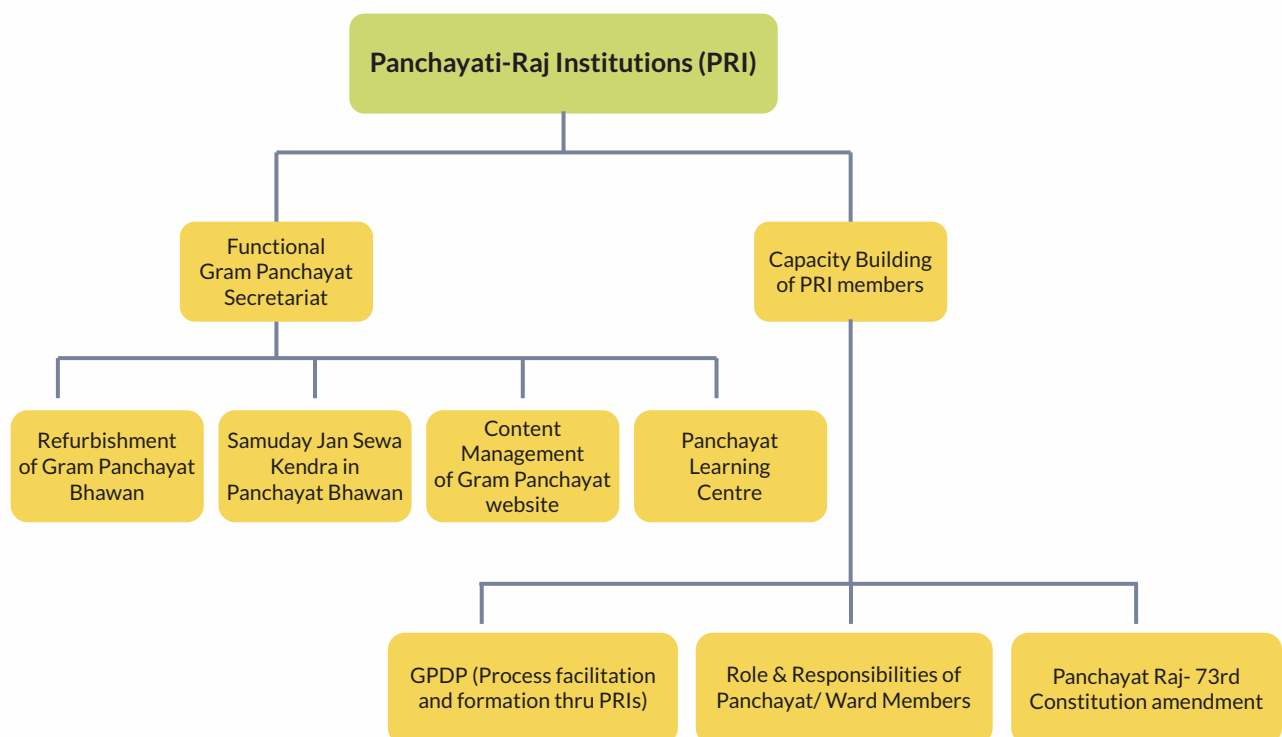 Panchayati-Raj Institutions (PRI)
Functional
Gram Panchayat
Secretariat
Capacity Building
of PRI members
Refurbishment
of Gram Panchayat
Bhawan
Samuday Jan Sewa
Kendra in
Panchayat Bhawan
Content
Management
of Gram Panchayat
website
Panchayat
Learning
Centre
GPDP (Process facilitation
and formation thru PRIs)
Role & Responsibilities of
Panchayat/ Ward Members
Panchayat Raj- 73rd
Constitution amendment